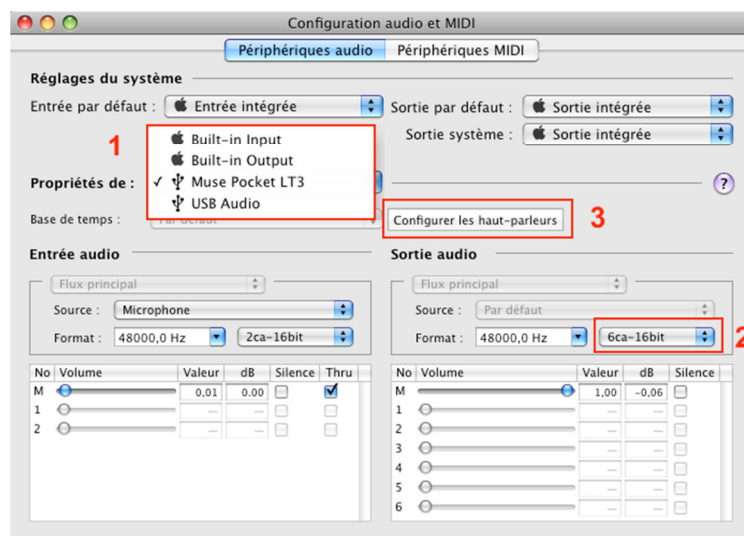 Configuration audio et MIDI
Périphériques audio Périphériques MIDI
Réglages du système
Entrée par défaut : Entrée intégrée
Sortie par défaut : Sortie intégrée
Sortie système : Sortie intégrée
1
Built-in Input
Built-in Output
Propriétés de : ✓ Muse Pocket LT3
USB Audio
?
Base de temps : Par défaut
Configurer les haut-parleurs
3
Entrée audio
Flux principal
Source : Microphone
Format : 48000,0 Hz 2ca-16bit
No Volume Valeur dB Silence Thru
M 0,01 0.00
1 — —
2 — —
Sortie audio
Flux principal
Source : Par défaut
Format : 48000,0 Hz 6ca-16bit
2
No Volume Valeur dB Silence
M 1,00 -0,06
1 — —
2 — —
3 — —
4 — —
5 — —
6 — —